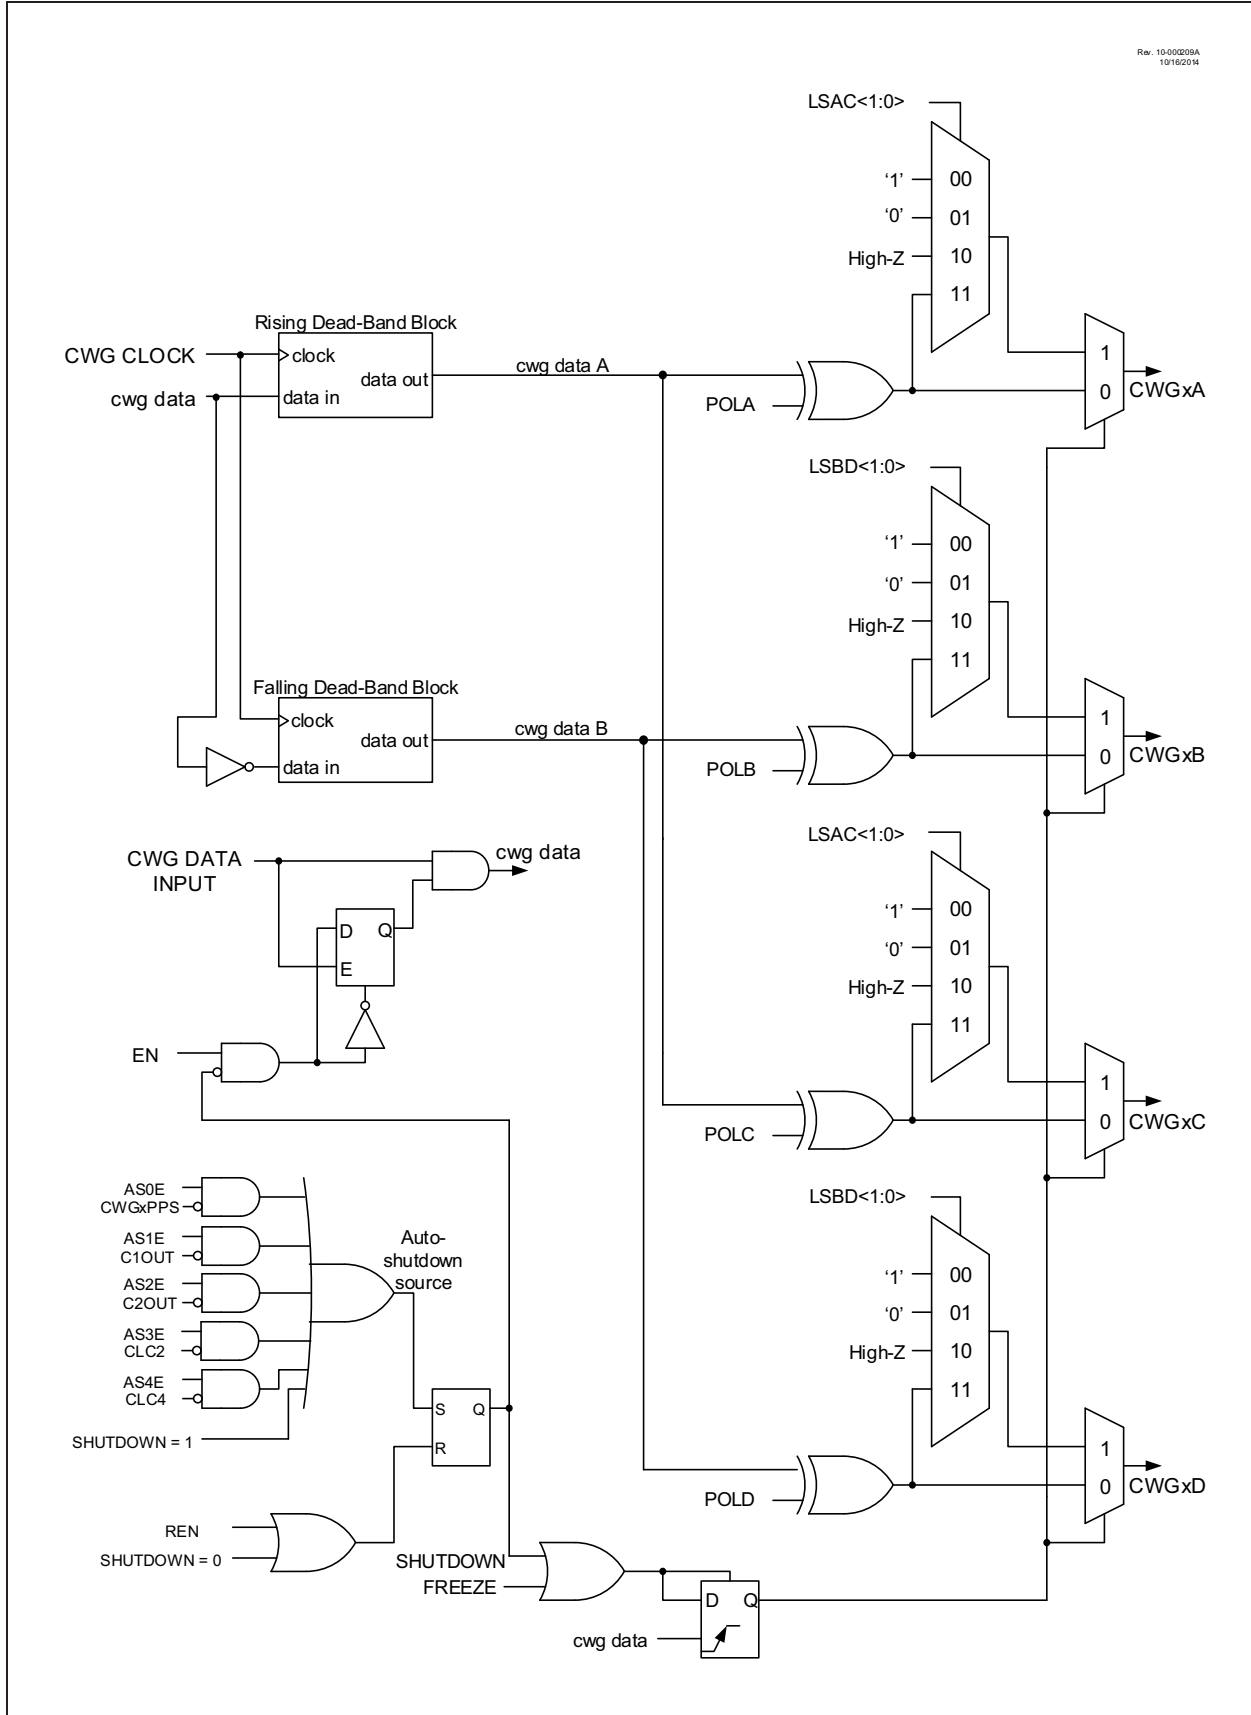 Rev. 10-000209A
10/16/2014
LSAC<1:0>
‘1’
00
‘0’
01
High-Z
10
11
Rising Dead-Band Block
CWG CLOCK
clock
data out
cwg data
data in
cwg data A
POLA
1
0
CWGxA
LSBD<1:0>
‘1’
00
‘0’
01
High-Z
10
11
Falling Dead-Band Block
clock
data out
data in
cwg data B
POLB
1
0
CWGxB
CWG DATA
INPUT
cwg data
D
Q
E
EN
LSAC<1:0>
‘1’
00
‘0’
01
High-Z
10
11
POLC
1
0
CWGxC
AS0E
CWGxPPS
AS1E
C1OUT
AS2E
C2OUT
AS3E
CLC2
AS4E
CLC4
SHUTDOWN = 1
Auto-
shutdown
source
S
Q
R
REN
SHUTDOWN = 0
LSBD<1:0>
‘1’
00
‘0’
01
High-Z
10
11
POLD
1
0
CWGxD
SHUTDOWN
FREEZE
D
Q
cwg data